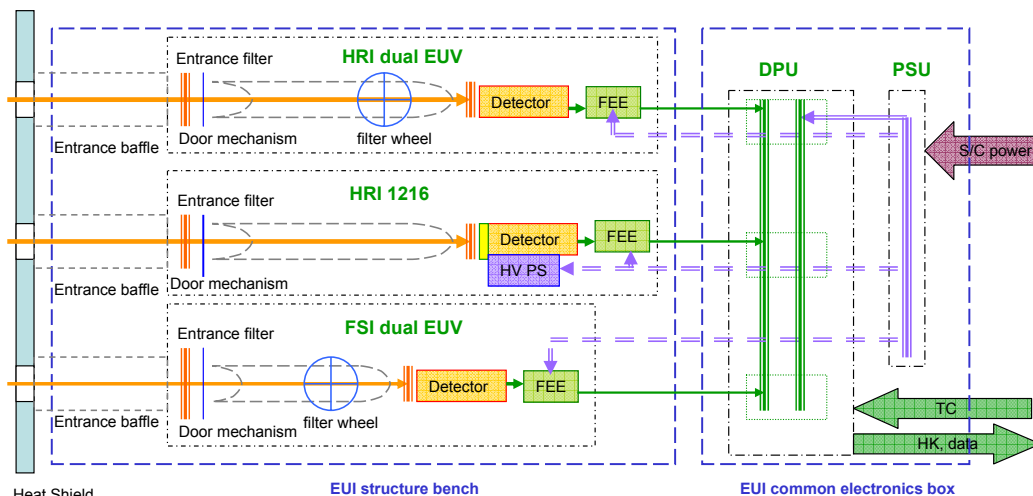 HRI dual EUV
Entrance filter
Detector
FEE
Door mechanism
filter wheel
Entrance baffle
HRI 1216
Entrance filter
Detector
FEE
HV PS
Door mechanism
Entrance baffle
FSI dual EUV
Entrance filter
Detector
FEE
Door mechanism
filter wheel
Entrance baffle
DPU
PSU
S/C power
TC
HK, data
Heat Shield
EUI structure bench
EUI common electronics box